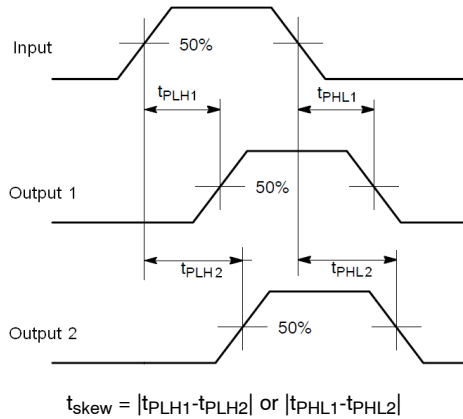 Input
50%
tPLH1
tPHL1
Output 1
50%
tPLH2
tPHL2
Output 2
50%
tskew = |tPLH1-tPLH2| or |tPHL1-tPHL2|